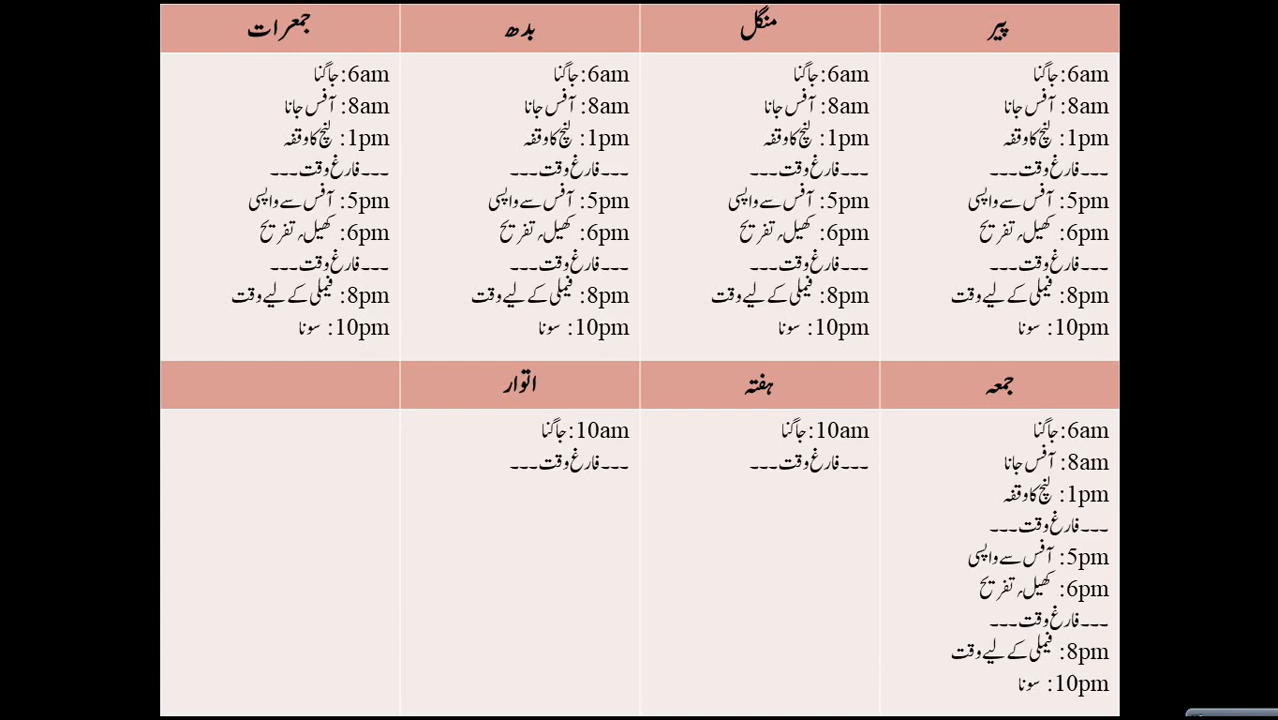 پیر
6am:جاگنا
8am: آفس جانا
1pm: لنچ کا وقفہ
---فارغ وقت---
5pm: آفس سے واپسی
6pm: کھیل، تفریح
---فارغ وقت---
8pm: فیملی کے لیے وقت
10pm: سونا
منگل
6am:جاگنا
8am: آفس جانا
1pm: لنچ کا وقفہ
---فارغ وقت---
5pm: آفس سے واپسی
6pm: کھیل، تفریح
---فارغ وقت---
8pm: فیملی کے لیے وقت
10pm: سونا
بدھ
6am:جاگنا
8am: آفس جانا
1pm: لنچ کا وقفہ
---فارغ وقت---
5pm: آفس سے واپسی
6pm: کھیل، تفریح
---فارغ وقت---
8pm: فیملی کے لیے وقت
10pm: سونا
جمعرات
6am:جاگنا
8am: آفس جانا
1pm: لنچ کا وقفہ
---فارغ وقت---
5pm: آفس سے واپسی
6pm: کھیل، تفریح
---فارغ وقت---
8pm: فیملی کے لیے وقت
10pm: سونا
جمعہ
6am:جاگنا
8am: آفس جانا
1pm: لنچ کا وقفہ
---فارغ وقت---
5pm: آفس سے واپسی
6pm: کھیل، تفریح
---فارغ وقت---
8pm: فیملی کے لیے وقت
10pm: سونا
ہفتہ
10am:جاگنا
---فارغ وقت---
اتوار
10am:جاگنا
---فارغ وقت---